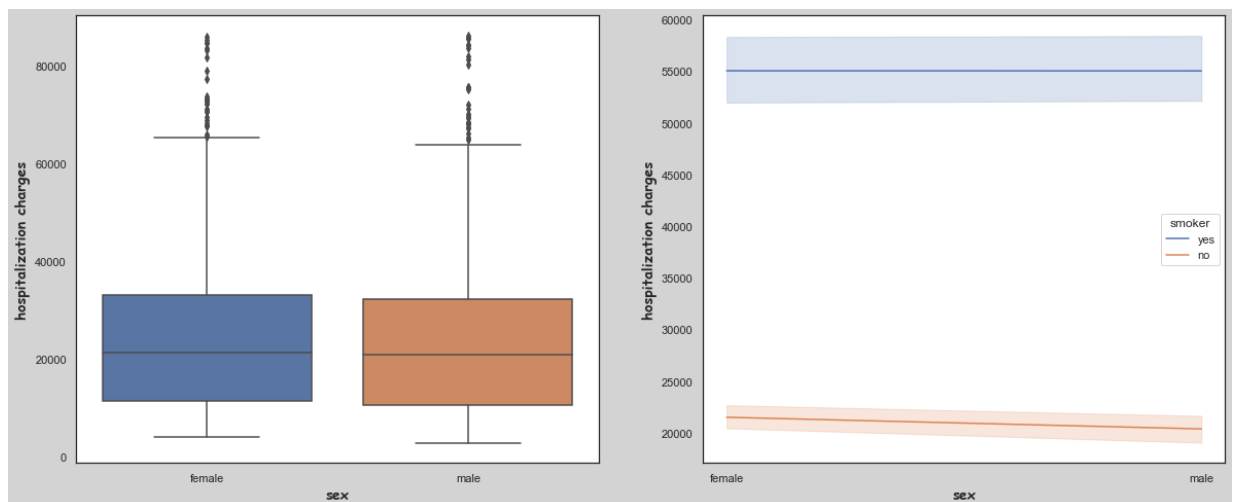 hospitalization charges
80000
60000
40000
20000
0
female
male
sex
hospitalization charges
60000
55000
50000
45000
40000
35000
30000
25000
20000
smoker
yes
no
female
male
sex